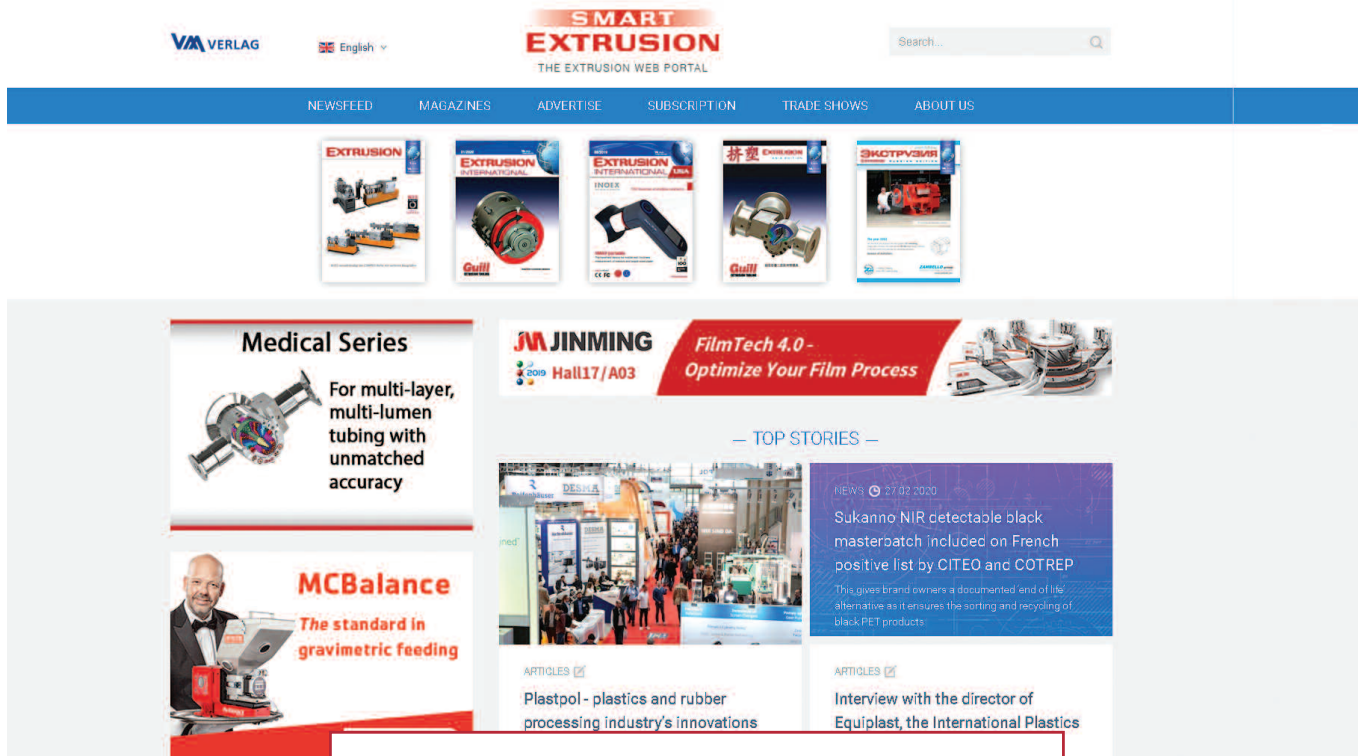 VM VERLAG
English
SMART
EXTRUSION
THE EXTRUSION WEB PORTAL
Search...
NEWSFEED
MAGAZINES
ADVERTISE
SUBSCRIPTION
TRADE SHOWS
ABOUT US
EXTRUSION
EXTRUSION
INTERNATIONAL
Guill
EXTRUSION
INTERNATIONAL USA
INDEX
挤塑 EXTRUSION
Guill
ЭКСТРУЗИЯ
Medical Series
For multi-layer,
multi-lumen
tubing with
unmatched
accuracy
JM JINMING
2019 Hall17/A03
FilmTech 4.0 -
Optimize Your Film Process
— TOP STORIES —
DESMA
NEWS 27.02.2020
Sukanno NIR detectable black
masterbatch included on French
positive list by CITEO and COTREP
This gives brand owners a documented 'end of life'
alternative as it ensures the sorting and recycling of
black PET products.
MCBalance
The standard in
gravimetric feeding
ARTICLES
Plastpol - plastics and rubber
processing industry's innovations
ARTICLES
Interview with the director of
Equiplast, the International Plastics